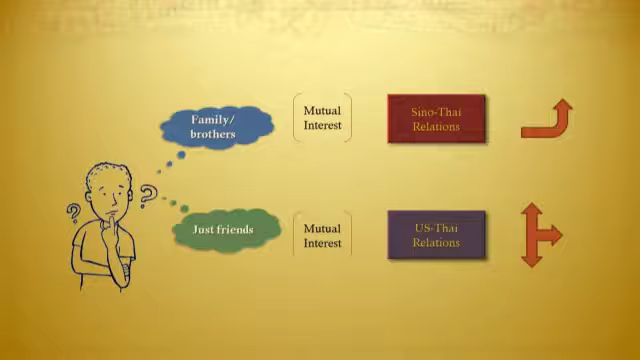 Family/
brothers
Mutual
Interest
Sino-Thai
Relations
?
?
Just friends
Mutual
Interest
US-Thai
Relations